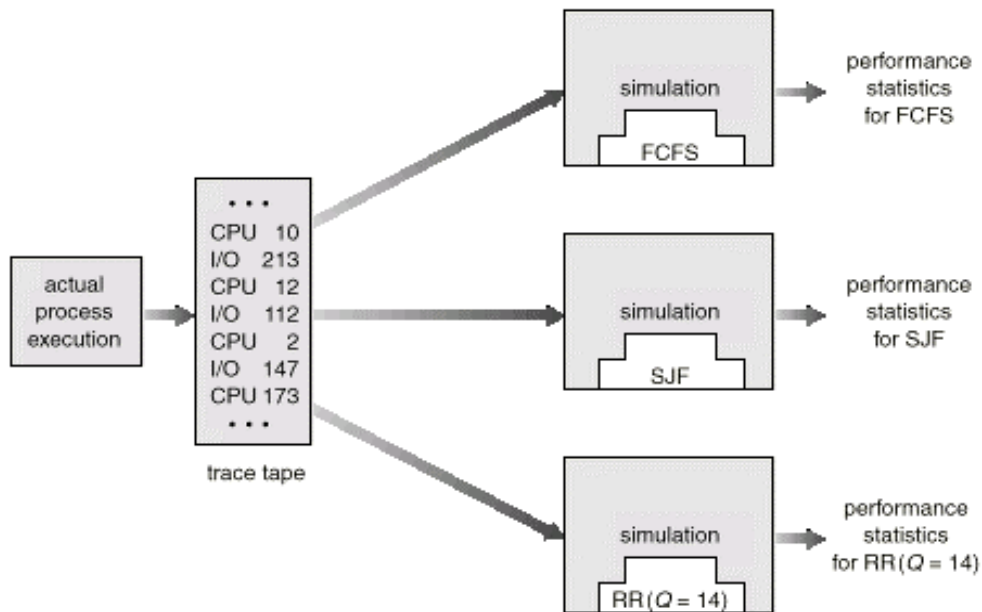 actual
process
execution
• • •
CPU 10
I/O 213
CPU 12
I/O 112
CPU 2
I/O 147
CPU 173
• • •
trace tape
simulation
FCFS
performance
statistics
for FCFS
simulation
SJF
performance
statistics
for SJF
simulation
RR(Q = 14)
performance
statistics
for RR(Q = 14)